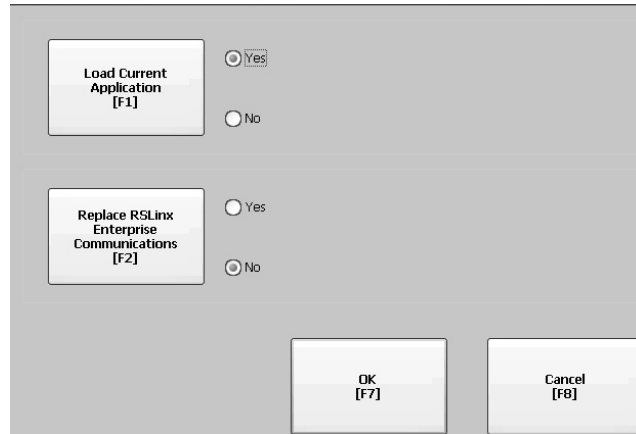 Load Current
Application
[F1]
Yes
No
Replace RSLinx
Enterprise
Communications
[F2]
Yes
No
OK
[F7]
Cancel
[F8]